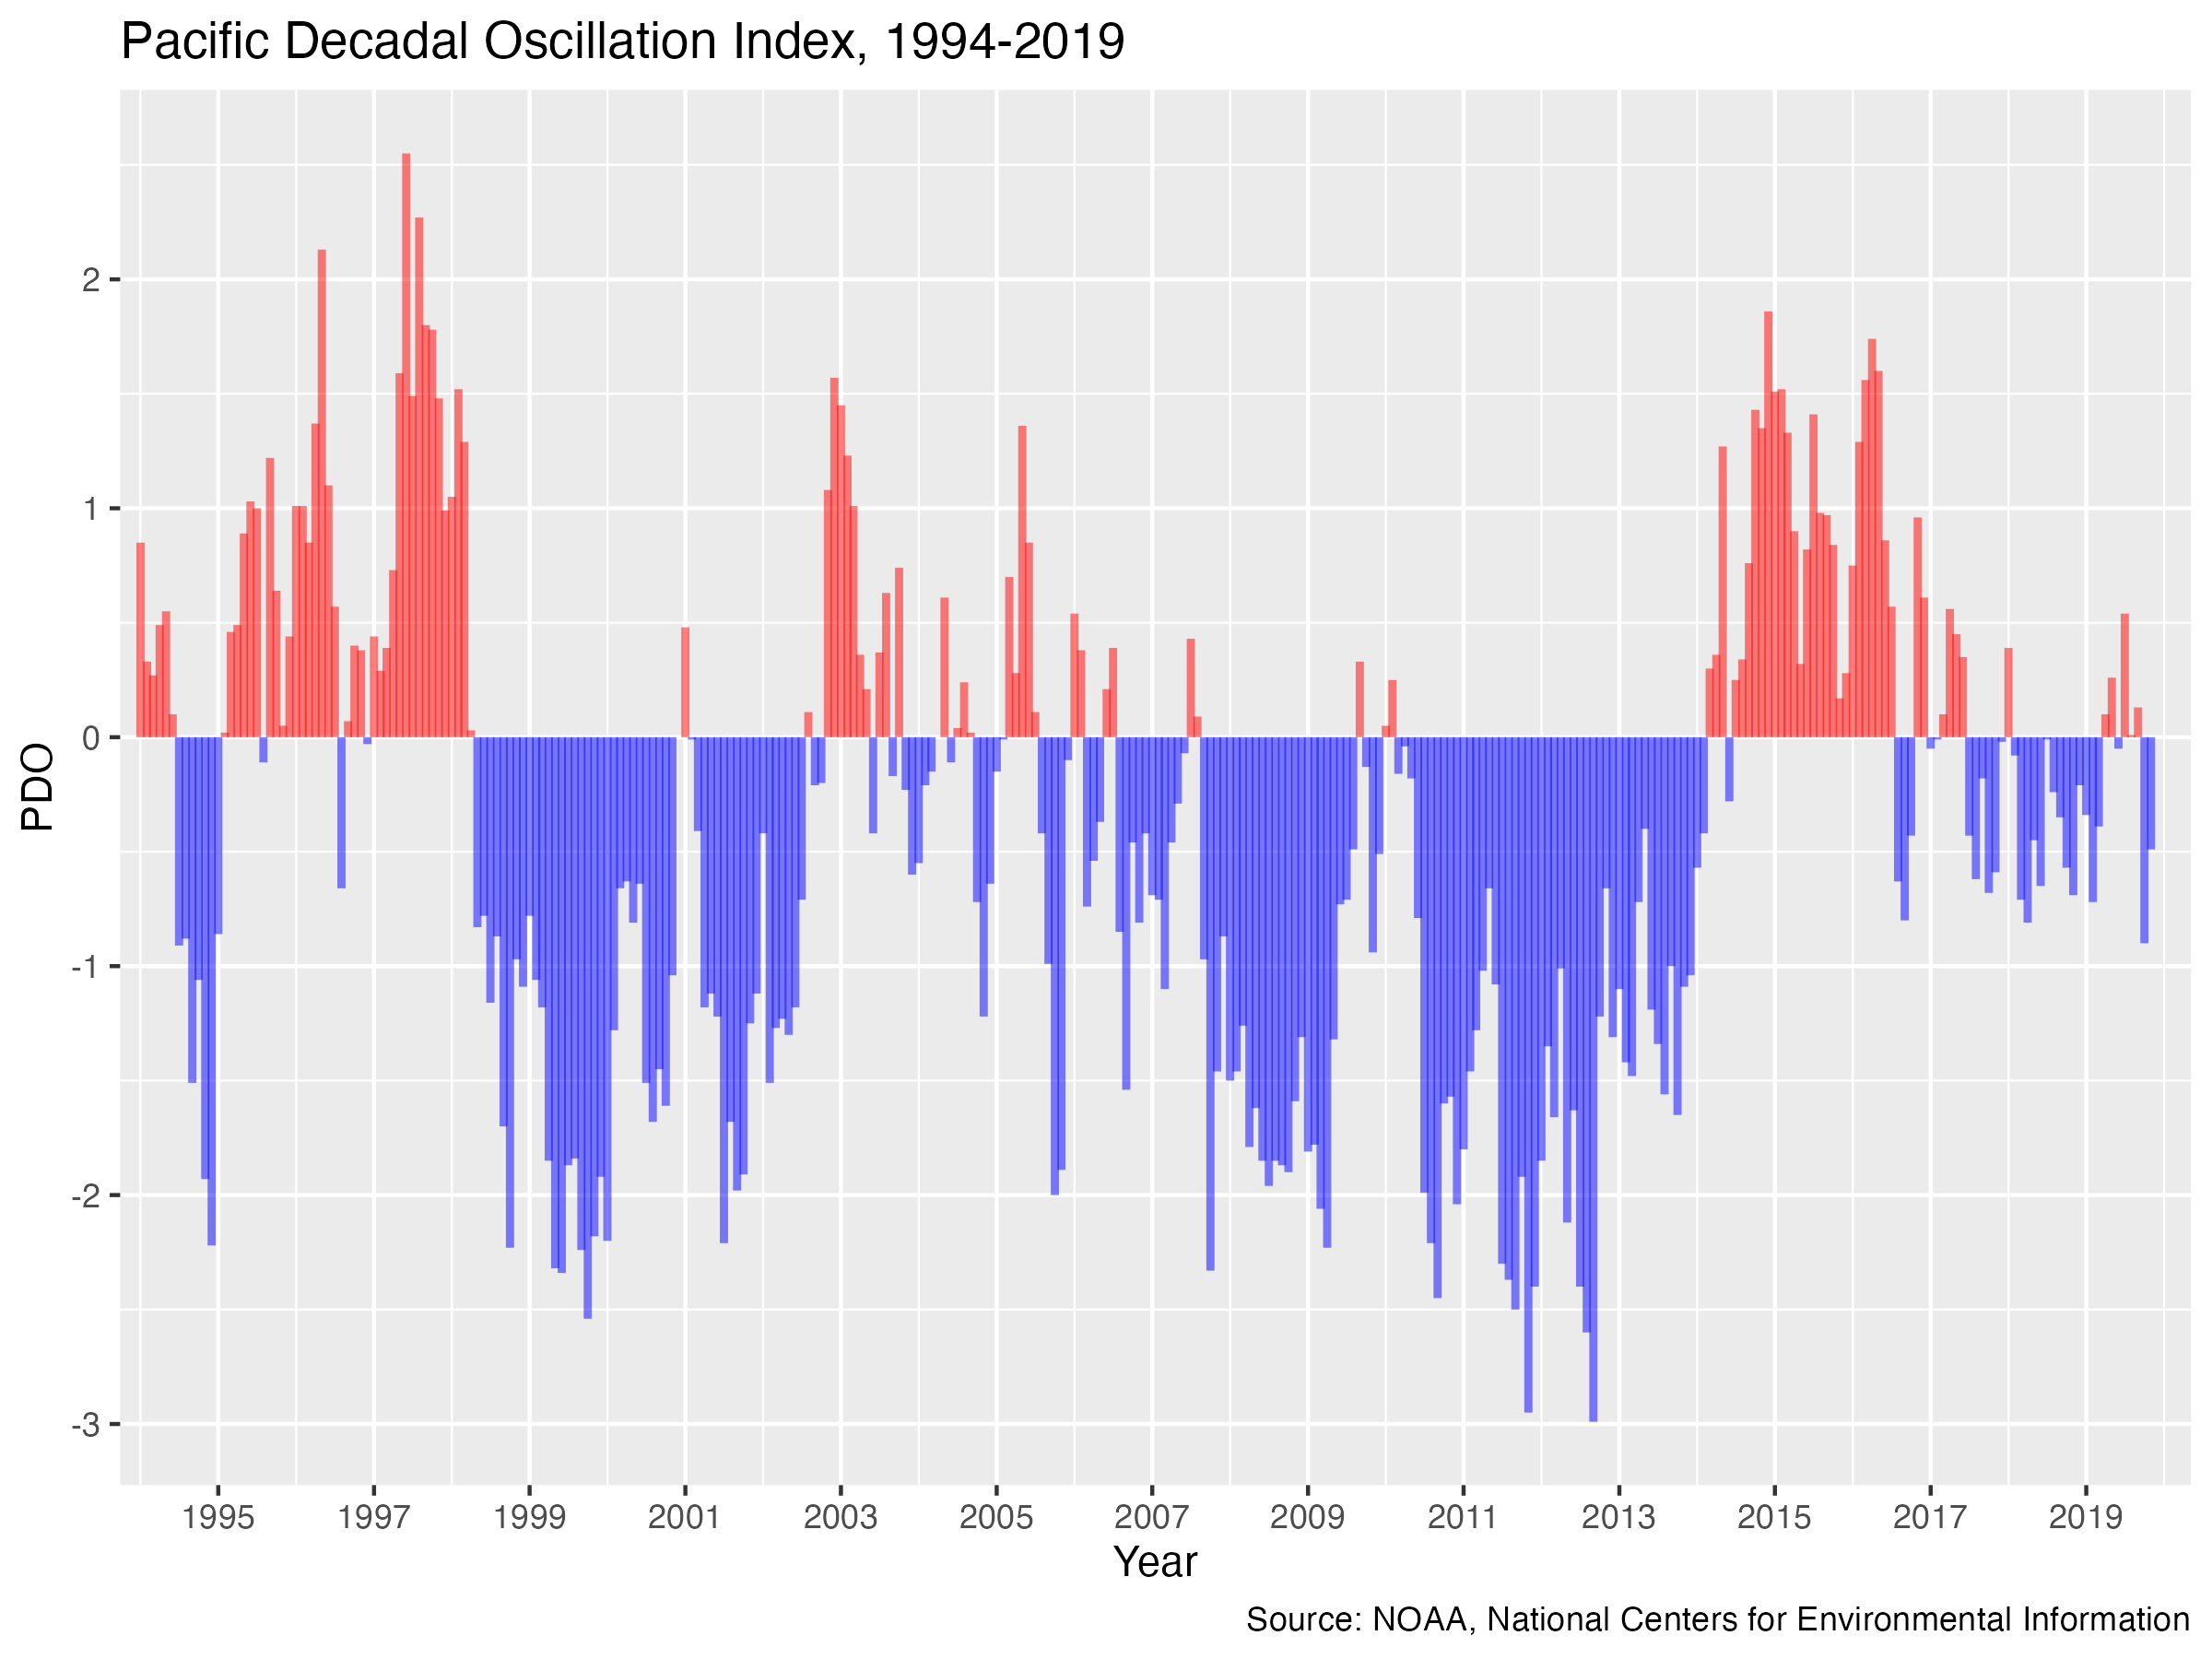 Pacific Decadal Oscillation Index, 1994-2019
PDO
2
1
0
-1
-2
-3
1995 1997 1999 2001 2003 2005 2007 2009 2011 2013 2015 2017 2019
Year
Source: NOAA, National Centers for Environmental Information